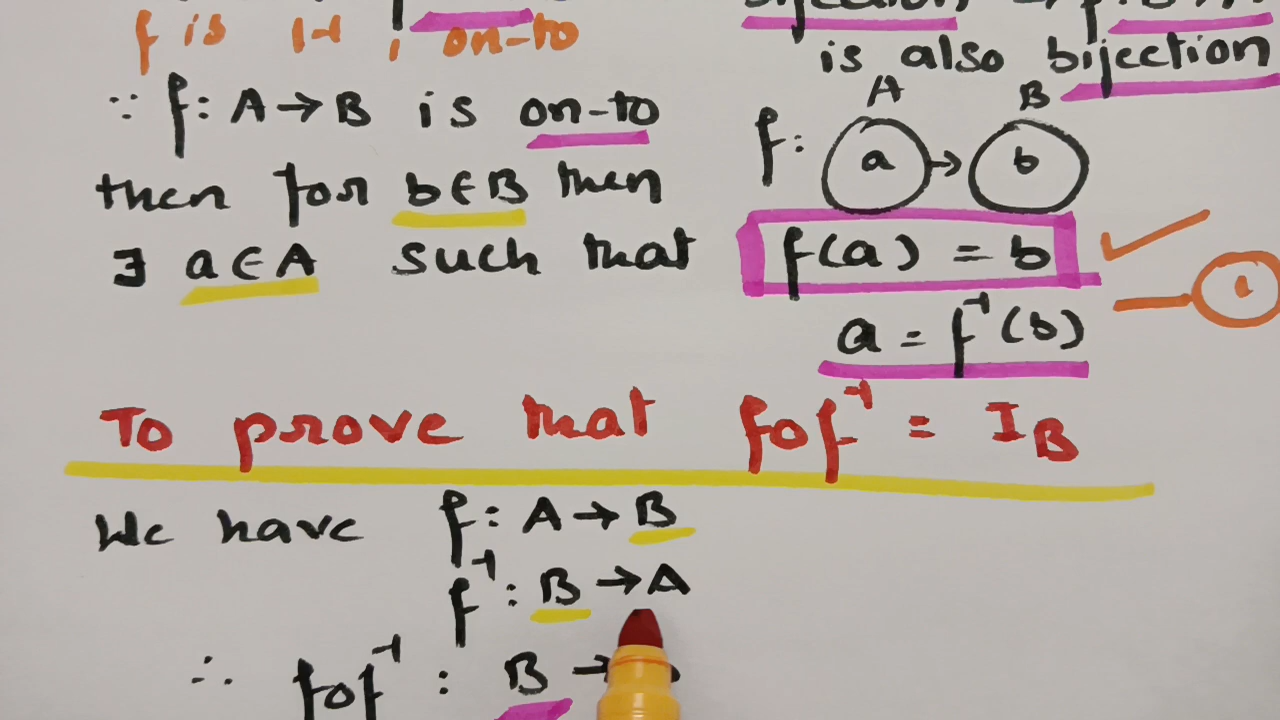 is also bijection
f is 1-1 , on-to
A B
∵ f: A → B is on-to
f: a → b
then for b ∈ B then
∃ a ∈ A such that f(a) = b
a = f⁻¹(b)
To prove that fof⁻¹ = I_B
We have f: A → B
f⁻¹: B → A
∴ fof⁻¹ : B →